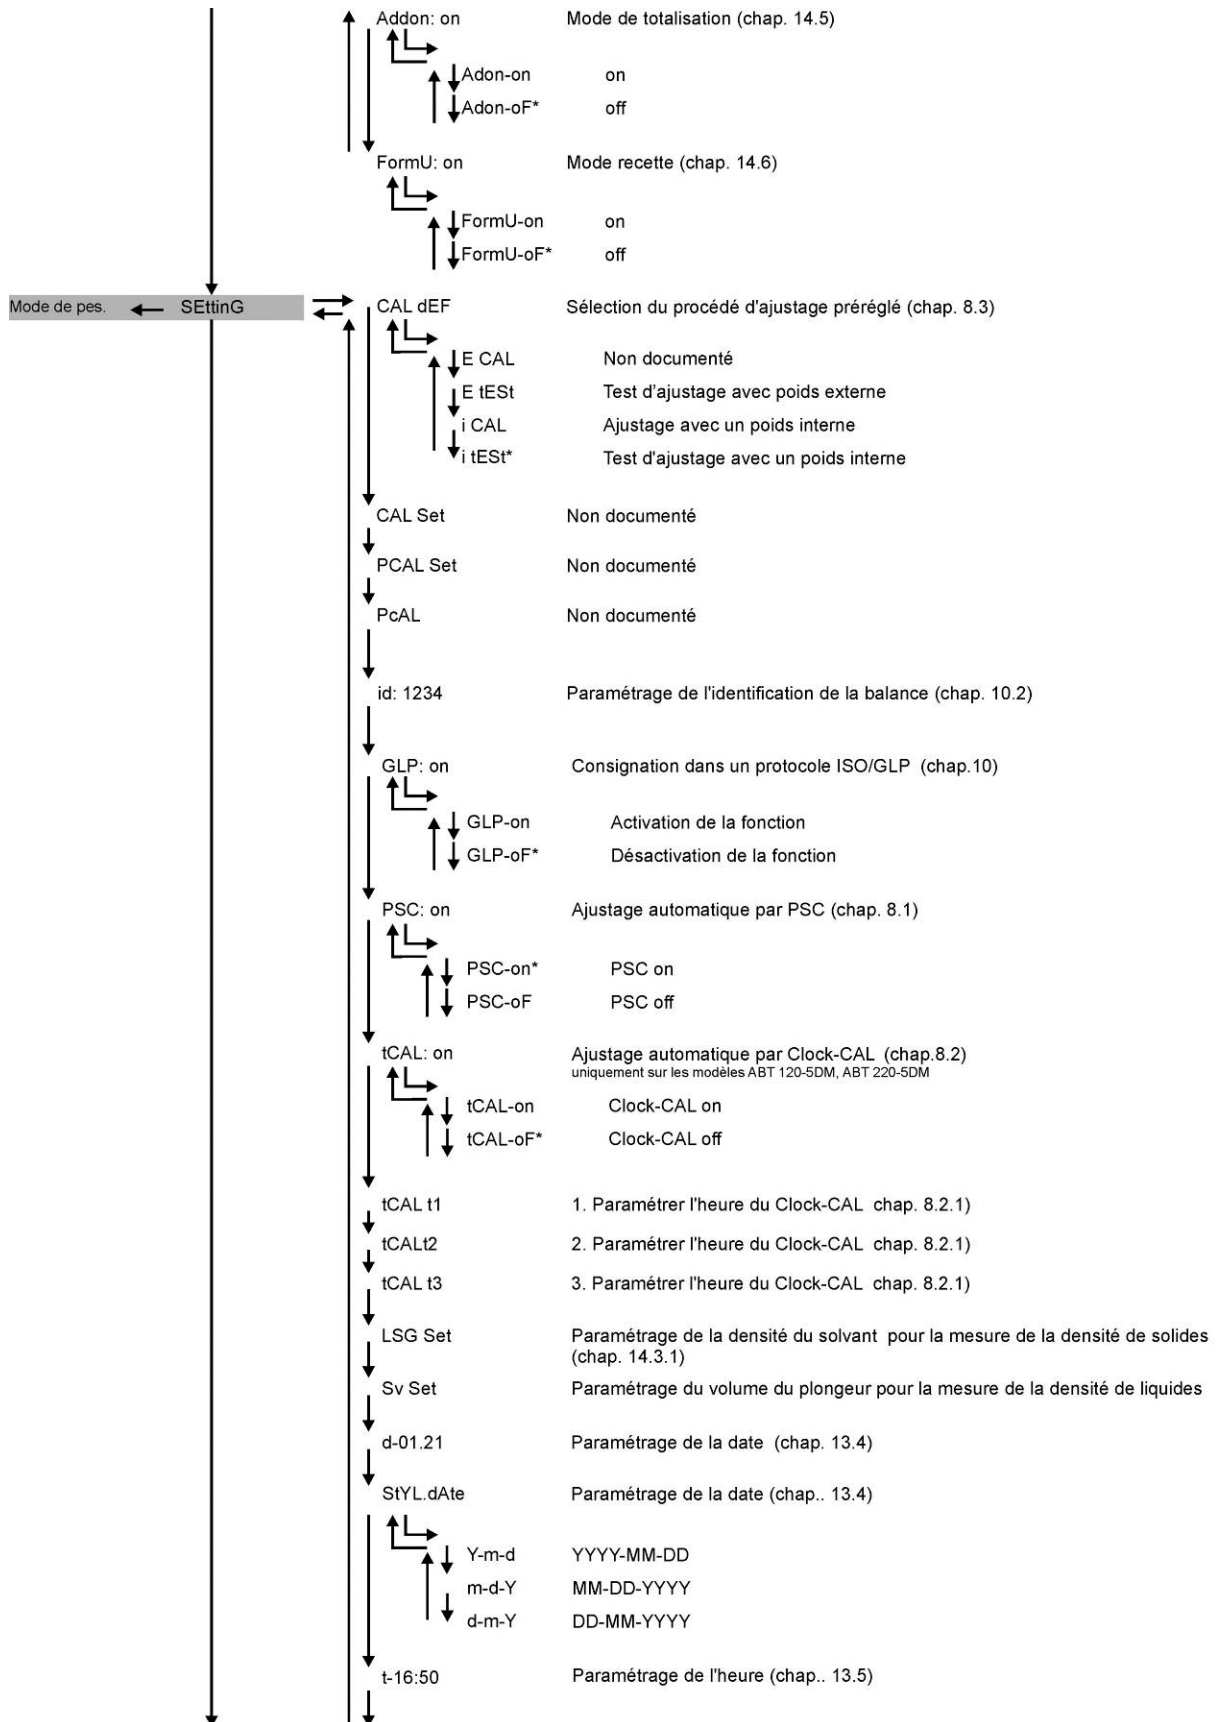 Addon: on Mode de totalisation (chap. 14.5)
Adon-on on
Adon-oF* off
FormU: on Mode recette (chap. 14.6)
FormU-on on
FormU-oF* off
Mode de pes. SEttinG CAL dEF Sélection du procédé d'ajustage préréglé (chap. 8.3)
E CAL Non documenté
E tESt Test d’ajustage avec poids externe
i CAL Ajustage avec un poids interne
i tESt* Test d'ajustage avec un poids interne
CAL Set Non documenté
PCAL Set Non documenté
PcAL Non documenté
id: 1234 Paramétrage de l'identification de la balance (chap. 10.2)
GLP: on Consignation dans un protocole ISO/GLP (chap.10)
GLP-on Activation de la fonction
GLP-oF* Désactivation de la fonction
PSC: on Ajustage automatique par PSC (chap. 8.1)
PSC-on* PSC on
PSC-oF PSC off
tCAL: on Ajustage automatique par Clock-CAL (chap.8.2)
uniquement sur les modèles ABT 120-5DM, ABT 220-5DM
tCAL-on Clock-CAL on
tCAL-oF* Clock-CAL off
tCAL t1 1. Paramétrer l'heure du Clock-CAL chap. 8.2.1)
tCALt2 2. Paramétrer l'heure du Clock-CAL chap. 8.2.1)
tCAL t3 3. Paramétrer l'heure du Clock-CAL chap. 8.2.1)
LSG Set Paramétrage de la densité du solvant pour la mesure de la densité de solides
(chap. 14.3.1)
Sv Set Paramétrage du volume du plongeur pour la mesure de la densité de liquides
d-01.21 Paramétrage de la date (chap. 13.4)
StYL.dAte Paramétrage de la date (chap.. 13.4)
Y-m-d YYYY-MM-DD
m-d-Y MM-DD-YYYY
d-m-Y DD-MM-YYYY
t-16:50 Paramétrage de l'heure (chap.. 13.5)